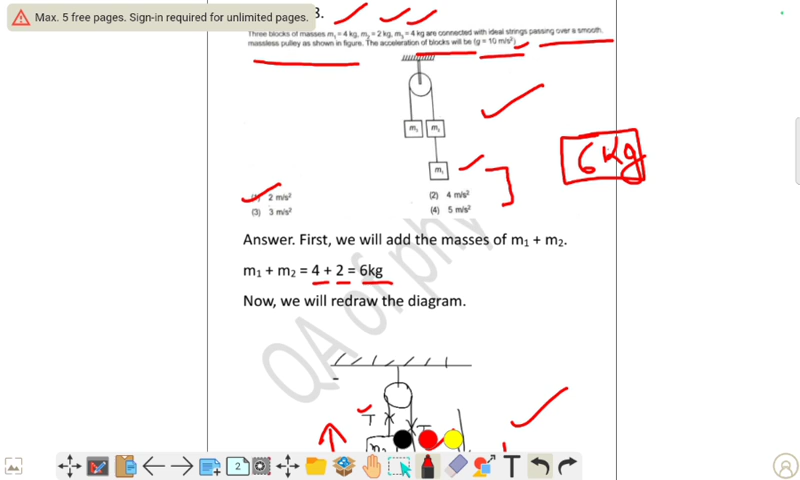 Max. 5 free pages. Sign-in required for unlimited pages.
3.
Three blocks of masses m₁ = 4 kg, m₂ = 2 kg, m₃ = 4 kg are connected with ideal strings passing over a smooth,
massless pulley as shown in figure. The acceleration of blocks will be (g = 10 m/s²)
6 Kg
2 m/s²
(2) 4 m/s²
(3) 3 m/s²
(4) 5 m/s²
Answer. First, we will add the masses of m₁ + m₂.
m₁ + m₂ = 4 + 2 = 6kg
Now, we will redraw the diagram.
QA of phy
T
T
2
T